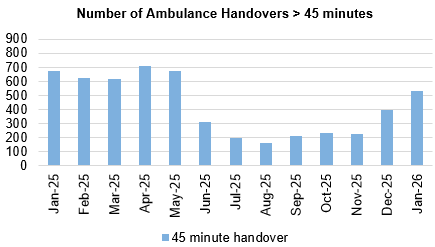 Number of Ambulance Handovers > 45 minutes
900
800
700
600
500
400
300
200
100
0
Jan-25
Feb-25
Mar-25
Apr-25
May-25
Jun-25
Jul-25
Aug-25
Sep-25
Oct-25
Nov-25
Dec-25
Jan-26
45 minute handover